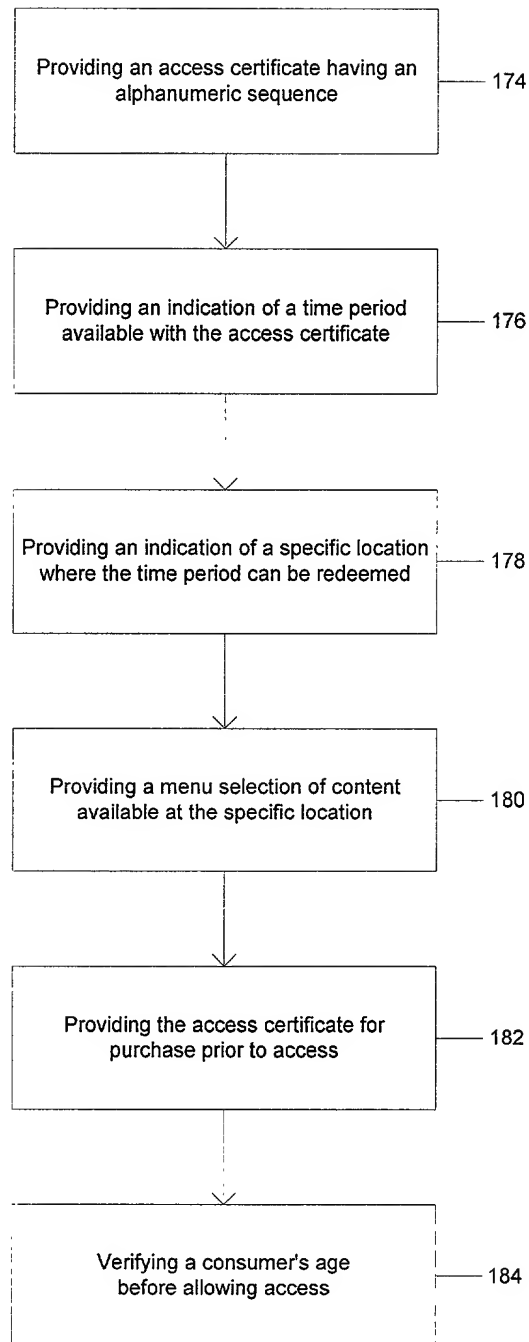 Providing an access certificate having an
alphanumeric sequence
174
Providing an indication of a time period
available with the access certificate
176
Providing an indication of a specific location
where the time period can be redeemed
178
Providing a menu selection of content
available at the specific location
180
Providing the access certificate for
purchase prior to access
182
Verifying a consumer's age
before allowing access
184